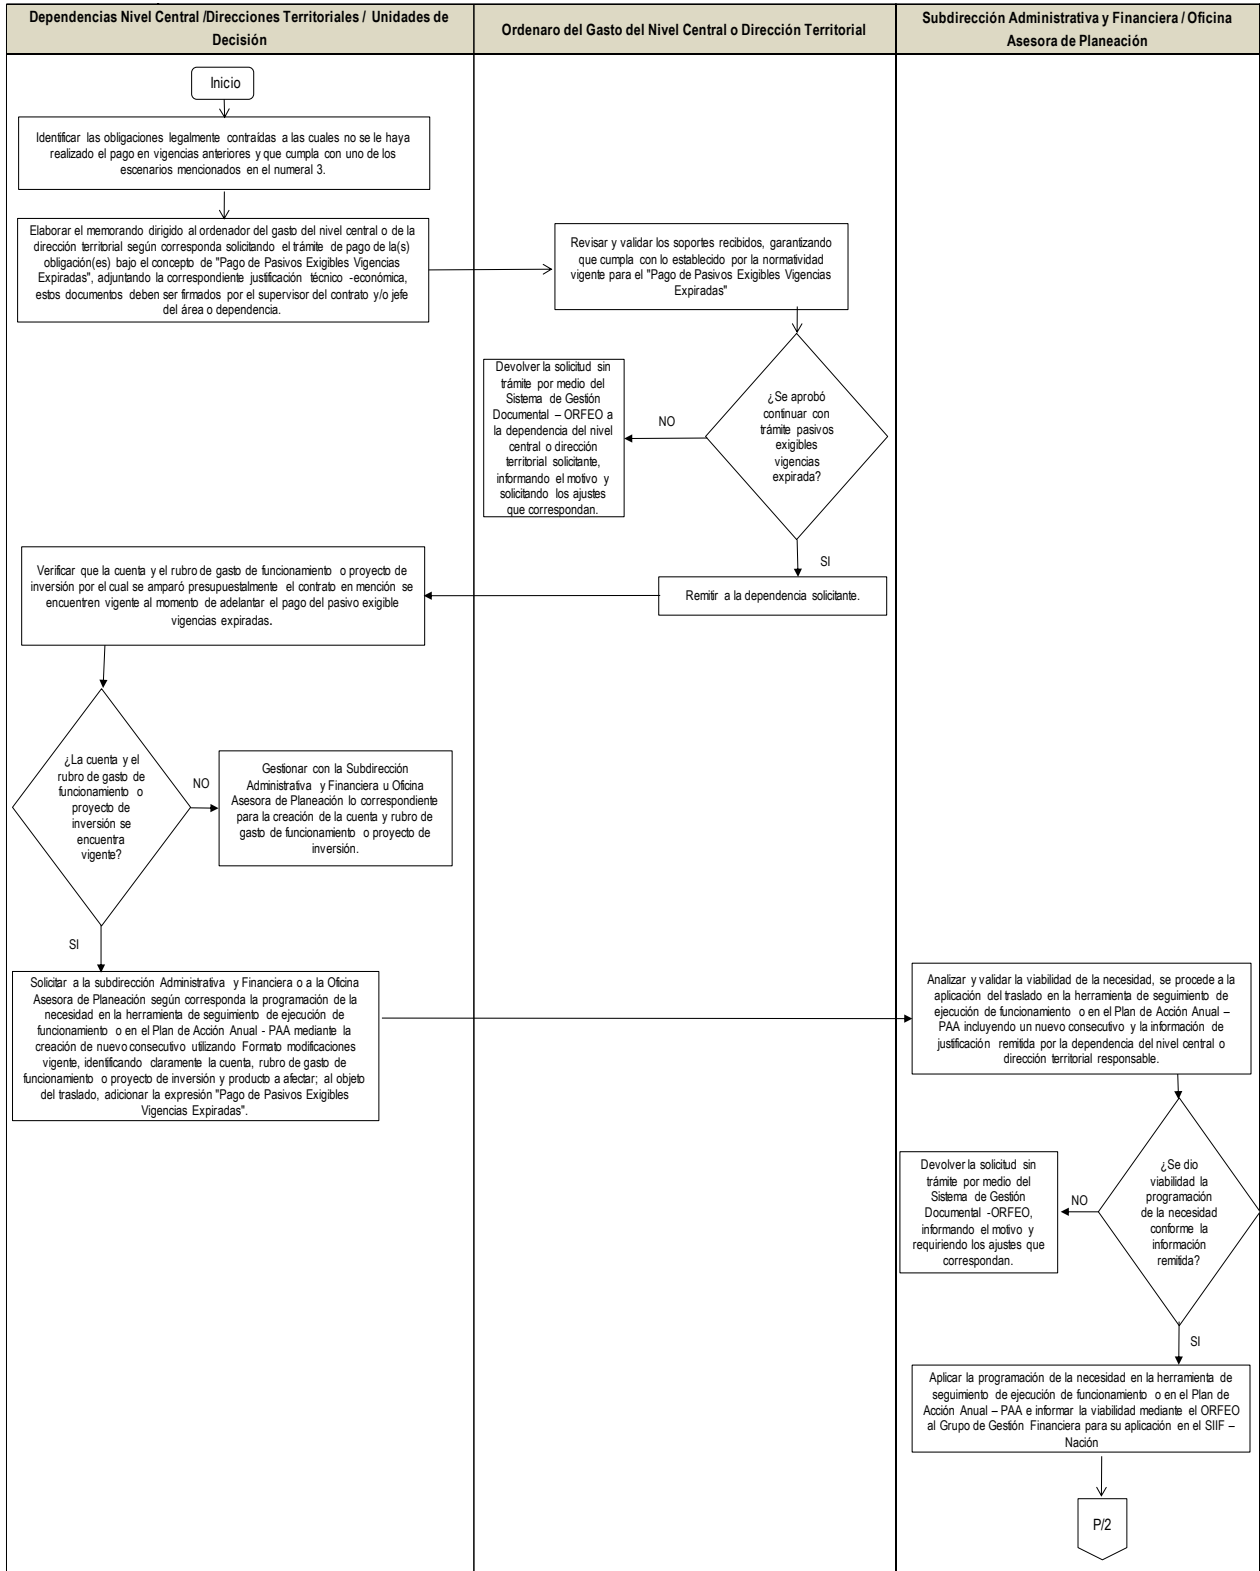 Dependencias Nivel Central /Direcciones Territoriales / Unidades de
Decisión
Ordenaro del Gasto del Nivel Central o Dirección Territorial
Subdirección Administrativa y Financiera / Oficina
Asesora de Planeación
Inicio
Identificar las obligaciones legalmente contraídas a las cuales no se le haya
realizado el pago en vigencias anteriores y que cumpla con uno de los
escenarios mencionados en el numeral 3.
Elaborar el memorando dirigido al ordenador del gasto del nivel central o de la
dirección territorial según corresponda solicitando el trámite de pago de la(s)
obligación(es) bajo el concepto de "Pago de Pasivos Exigibles Vigencias
Expiradas", adjuntando la correspondiente justificación técnico -económica,
estos documentos deben ser firmados por el supervisor del contrato y/o jefe
del área o dependencia.
Revisar y validar los soportes recibidos, garantizando
que cumpla con lo establecido por la normatividad
vigente para el "Pago de Pasivos Exigibles Vigencias
Expiradas"
¿Se aprobó
continuar con
trámite pasivos
exigibles
vigencias
expirada?
NO
Devolver la solicitud sin
trámite por medio del
Sistema de Gestión
Documental – ORFEO a
la dependencia del nivel
central o dirección
territorial solicitante,
informando el motivo y
solicitando los ajustes
que correspondan.
SI
Remitir a la dependencia solicitante.
Verificar que la cuenta y el rubro de gasto de funcionamiento o proyecto de
inversión por el cual se amparó presupuestalmente el contrato en mención se
encuentren vigente al momento de adelantar el pago del pasivo exigible
vigencias expiradas.
¿La cuenta y el
rubro de gasto de
funcionamiento o
proyecto de
inversión se
encuentra
vigente?
NO
Gestionar con la Subdirección
Administrativa y Financiera u Oficina
Asesora de Planeación lo correspondiente
para la creación de la cuenta y rubro de
gasto de funcionamiento o proyecto de
inversión.
SI
Solicitar a la subdirección Administrativa y Financiera o a la Oficina
Asesora de Planeación según corresponda la programación de la
necesidad en la herramienta de seguimiento de ejecución de
funcionamiento o en el Plan de Acción Anual - PAA mediante la
creación de nuevo consecutivo utilizando Formato modificaciones
vigente, identificando claramente la cuenta, rubro de gasto de
funcionamiento o proyecto de inversión y producto a afectar; al objeto
del traslado, adicionar la expresión "Pago de Pasivos Exigibles
Vigencias Expiradas".
Analizar y validar la viabilidad de la necesidad, se procede a la
aplicación del traslado en la herramienta de seguimiento de
ejecución de funcionamiento o en el Plan de Acción Anual –
PAA incluyendo un nuevo consecutivo y la información de
justificación remitida por la dependencia del nivel central o
dirección territorial responsable.
¿Se dio
viabilidad la
programación
de la necesidad
conforme la
información
remitida?
NO
Devolver la solicitud sin
trámite por medio del
Sistema de Gestión
Documental -ORFEO,
informando el motivo y
requiriendo los ajustes que
correspondan.
SI
Aplicar la programación de la necesidad en la herramienta de
seguimiento de ejecución de funcionamiento o en el Plan de
Acción Anual – PAA e informar la viabilidad mediante el ORFEO
al Grupo de Gestión Financiera para su aplicación en el SIIF –
Nación
P/2